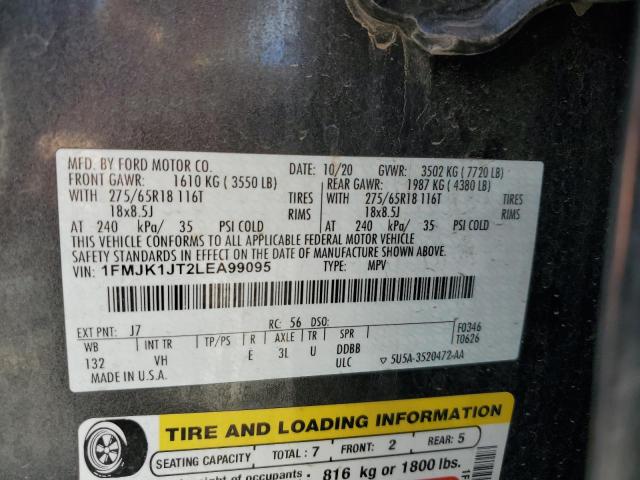 MFD. BY FORD MOTOR CO. 10/20 GVWR: 3502 KG ( 7720 LB)
FRONT GAWR: 1610 KG ( 3550 LB) REAR GAWR: 1987 KG ( 4380 LB)
WITH 275/65R18 116T TIRES WITH 275/65R18 116T TIRES
18x8.5J RIMS 18x8.5J RIMS
AT 240 kPa/ 35 PSI COLD AT 240 kPa/ 35 PSI COLD
THIS VEHICLE CONFORMS TO ALL APPLICABLE FEDERAL MOTOR VEHICLE
SAFETY STANDARDS IN EFFECT ON THE DATE OF MANUFACTURE SHOWN ABOVE.
VIN: 1FMJK1JT2LEA99095 TYPE: MPV
EXT PNT: J7 RC: 56 DSO: F0346
WB INT TR TP/PS R AXLE TR SPR T0626
132 VH E 3L U DDBB
ULC ▽ 5U5A-3520472-AA
MADE IN U.S.A.
TIRE AND LOADING INFORMATION
SEATING CAPACITY TOTAL: 7 FRONT: 2 REAR: 5
of occupants 816 kg or 1800 lbs.